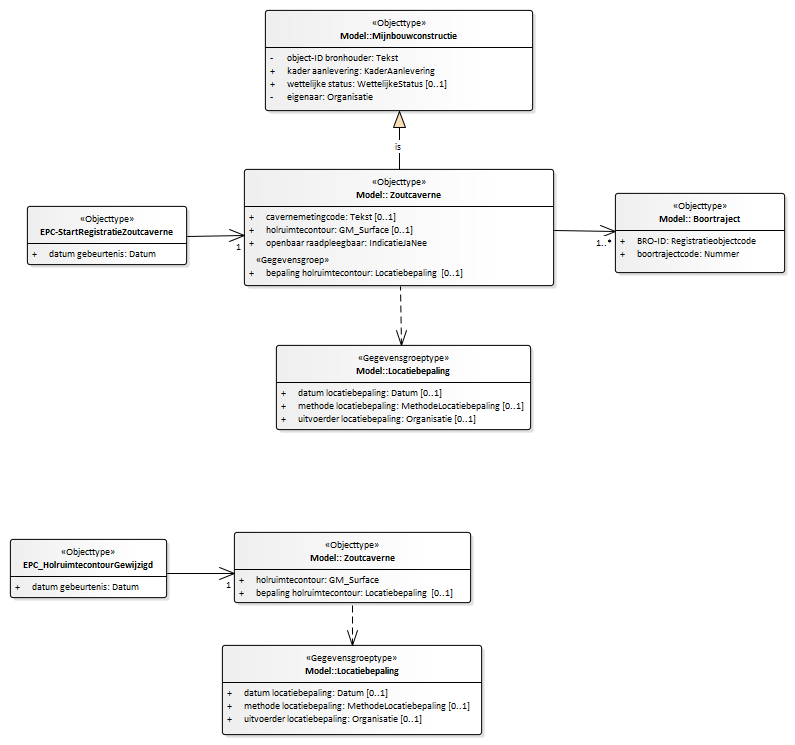 «Objecttype»
Model::Mijnbouwconstructie
- object-ID bronhouder: Tekst
+ kader aanlevering: KaderAanlevering
+ wettelijke status: WettelijkeStatus [0..1]
- eigenaar: Organisatie
is
«Objecttype»
Model:: Zoutcaverne
+ cavernemetingcode: Tekst [0..1]
+ holruimtecontour: GM_Surface [0..1]
+ openbaar raadpleegbaar: IndicatieJaNee
«Gegevensgroep»
+ bepaling holruimtecontour: Locatiebepaling [0..1]
«Objecttype»
EPC-StartRegistratieZoutcaverne
+ datum gebeurtenis: Datum
1
«Objecttype»
Model:: Boortraject
+ BRO-ID: Registratieobjectcode
+ boortrajectcode: Nummer
1..*
«Gegevensgroeptype»
Model::Locatiebepaling
+ datum locatiebepaling: Datum [0..1]
+ methode locatiebepaling: MethodeLocatiebepaling [0..1]
+ uitvoerder locatiebepaling: Organisatie [0..1]
«Objecttype»
EPC_HolruimtecontourGewijzigd
+ datum gebeurtenis: Datum
1
«Objecttype»
Model:: Zoutcaverne
+ holruimtecontour: GM_Surface
+ bepaling holruimtecontour: Locatiebepaling [0..1]
«Gegevensgroeptype»
Model::Locatiebepaling
+ datum locatiebepaling: Datum [0..1]
+ methode locatiebepaling: MethodeLocatiebepaling [0..1]
+ uitvoerder locatiebepaling: Organisatie [0..1]